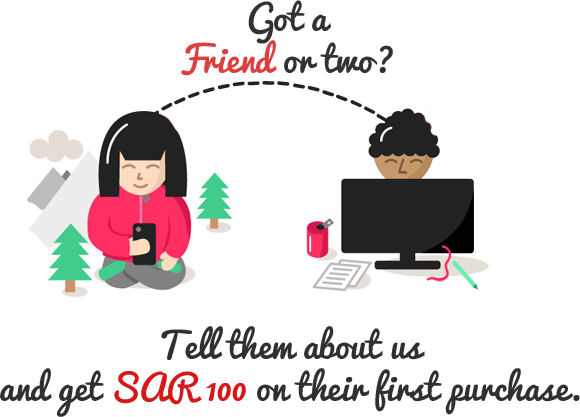 Got a
Friend or two?
Tell them about us
and get SAR 100 on their first purchase.